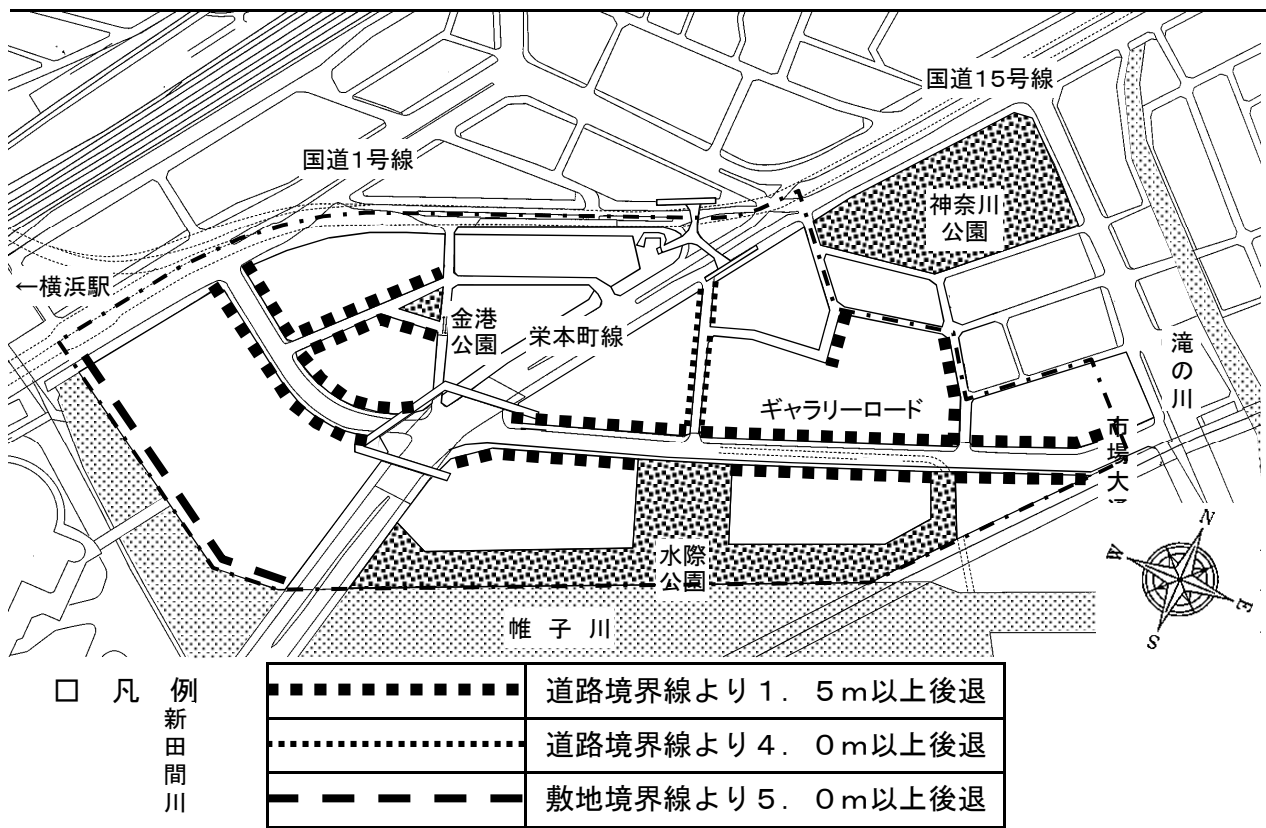 国道15号線
国道1号線
神奈川
公園
←横浜駅
金港
公園
栄本町線
滝の川
ギャラリーロード
市場大通
水際
公園
帷子川
N
W
E
S
□ 凡例
新田間川
道路境界線より1.5m以上後退
道路境界線より4.0m以上後退
敷地境界線より5.0m以上後退